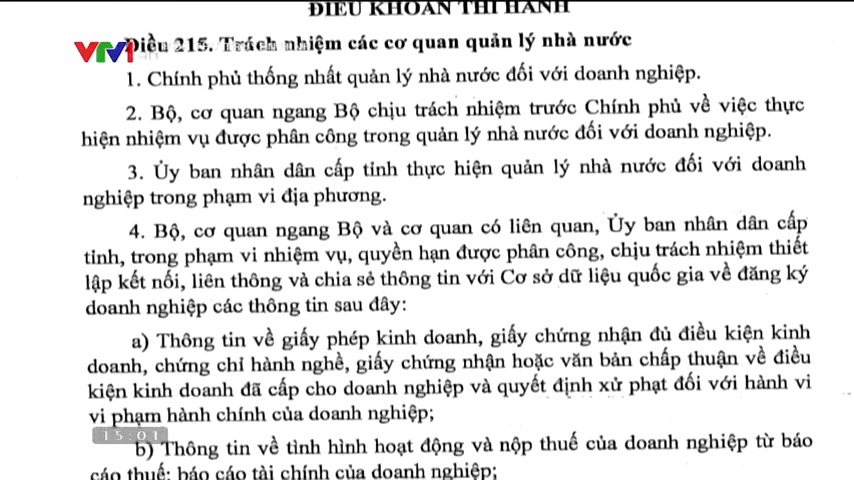 ĐIỀU KHOẢN THI HÀNH
VTV1
Điều 215. Trách nhiệm các cơ quan quản lý nhà nước
1. Chính phủ thống nhất quản lý nhà nước đối với doanh nghiệp.
2. Bộ, cơ quan ngang Bộ chịu trách nhiệm trước Chính phủ về việc thực
hiện nhiệm vụ được phân công trong quản lý nhà nước đối với doanh nghiệp.
3. Ủy ban nhân dân cấp tỉnh thực hiện quản lý nhà nước đối với doanh
nghiệp trong phạm vi địa phương.
4. Bộ, cơ quan ngang Bộ và cơ quan có liên quan, Ủy ban nhân dân cấp
tỉnh, trong phạm vi nhiệm vụ, quyền hạn được phân công, chịu trách nhiệm thiết
lập kết nối, liên thông và chia sẻ thông tin với Cơ sở dữ liệu quốc gia về đăng ký
doanh nghiệp các thông tin sau đây:
a) Thông tin về giấy phép kinh doanh, giấy chứng nhận đủ điều kiện kinh
doanh, chứng chỉ hành nghề, giấy chứng nhận hoặc văn bản chấp thuận về điều
kiện kinh doanh đã cấp cho doanh nghiệp và quyết định xử phạt đối với hành vi
vi phạm hành chính của doanh nghiệp;
15:01
b) Thông tin về tình hình hoạt động và nộp thuế của doanh nghiệp từ báo
cáo thuế; báo cáo tài chính của doanh nghiệp;